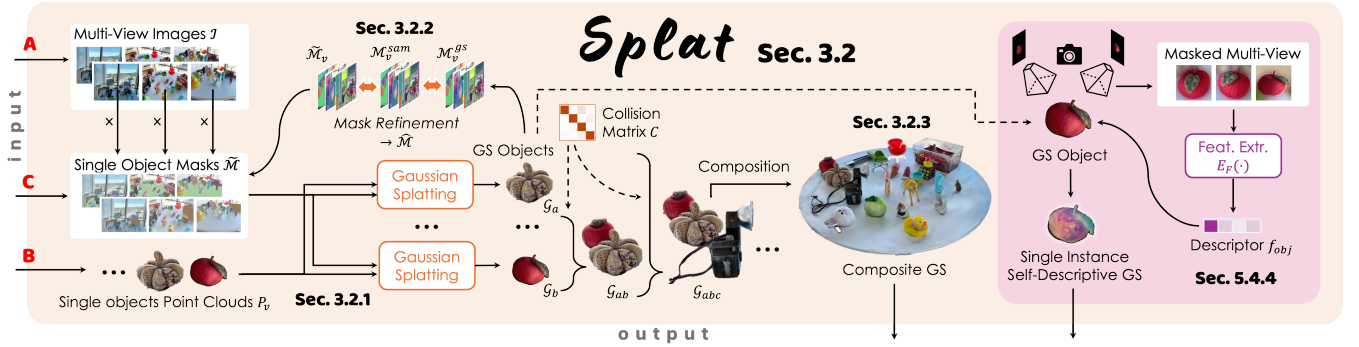 Splat Sec. 3.2
input
A
Multi-View Images ℐ
×
×
×
C
Single Object Masks M̃
B
Single objects Point Clouds P_v
Sec. 3.2.1
Sec. 3.2.2
M̃_v
M_v^sam
M_v^gs
Mask Refinement
→ M̂
GS Objects
Gaussian
Splatting
𝒢_a
Gaussian
Splatting
𝒢_b
Collision
Matrix C
𝒢_ab
Composition
𝒢_abc
Sec. 3.2.3
Composite GS
GS Object
Single Instance
Self-Descriptive GS
Masked Multi-View
Feat. Extr.
E_F(·)
Descriptor f_obj
Sec. 5.4.4
output